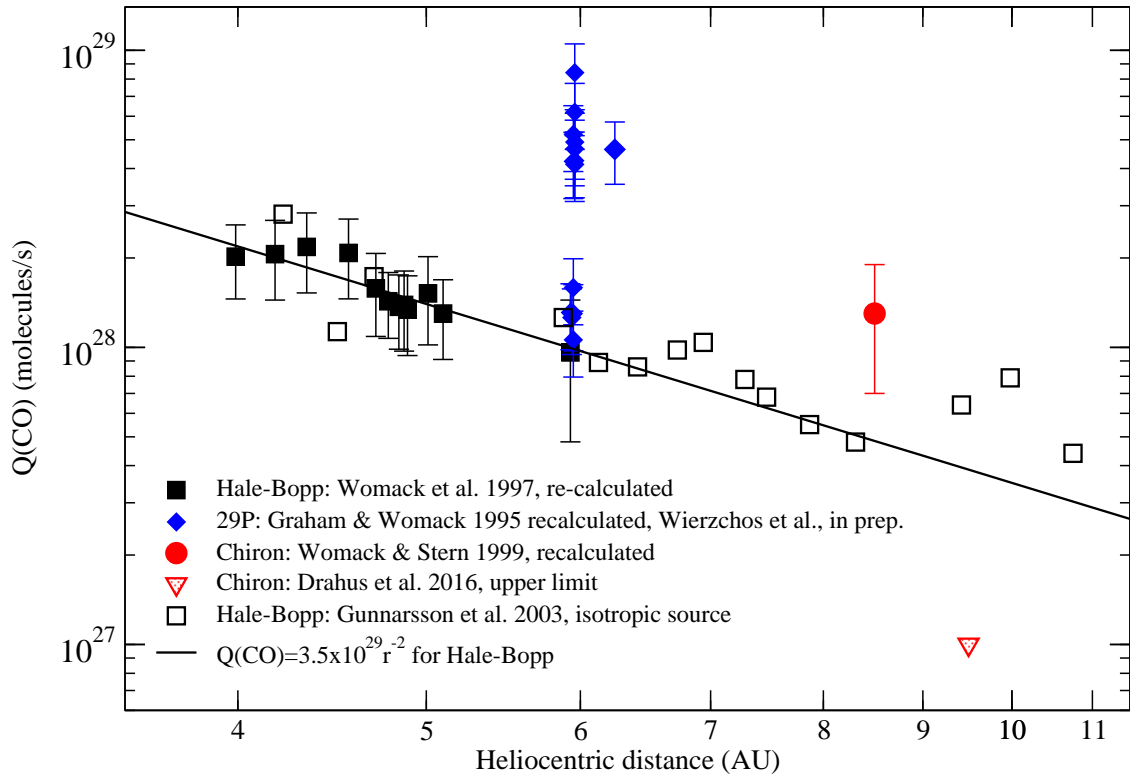 10^29
10^28
10^27
Q(CO) (molecules/s)
Hale-Bopp: Womack et al. 1997, re-calculated
29P: Graham & Womack 1995 recalculated, Wierzchos et al., in prep.
Chiron: Womack & Stern 1999, recalculated
Chiron: Drahus et al. 2016, upper limit
Hale-Bopp: Gunnarsson et al. 2003, isotropic source
Q(CO)=3.5x10^29 r^-2 for Hale-Bopp
4 5 6 7 8 9 10 11
Heliocentric distance (AU)